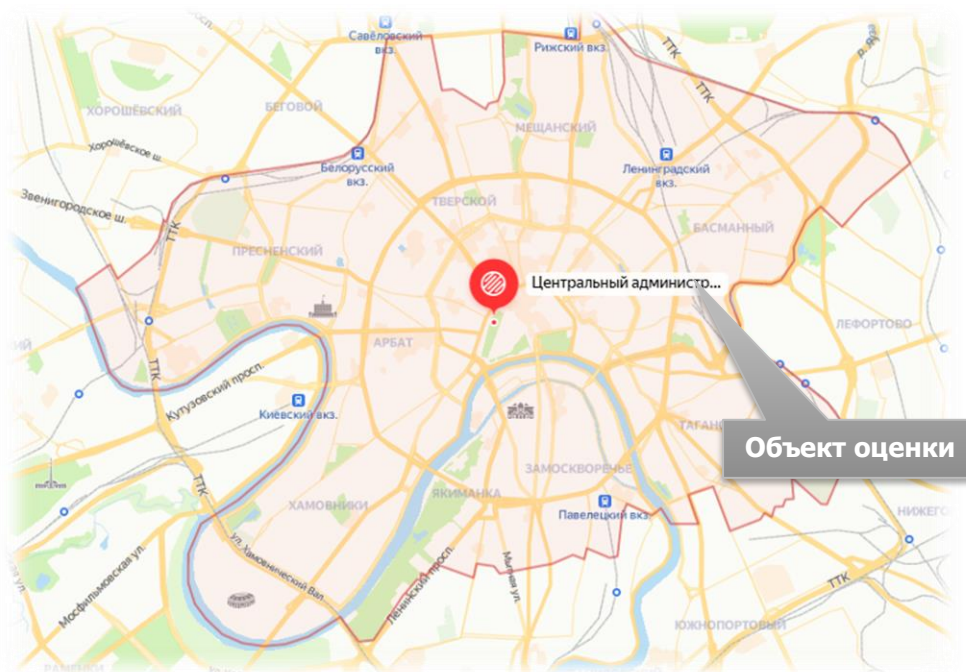 Савёловский
вкз.
Рижский вкз.
ТТК
р. Яуза
ХОРОШЁВСКИЙ
БЕГОВОЙ
ТТК
МЕЩАНСКИЙ
Хорошёвское ш.
Белорусский
вкз.
Ленинградский
вкз.
Звенигородское ш.
ТВЕРСКОЙ
ТТК
БАСМАННЫЙ
ПРЕСНЕНСКИЙ
Центральный администр...
АРБАТ
ЛЕФОРТОВО
ТТК
Кутузовский просп.
Киевский вкз.
ТАГАН
Объект оценки
ЗАМОСКВОРЕЧЬЕ
ТТК
ХАМОВНИКИ
ЯКИМАНКА
Павелецкий вкз.
НИЖЕГО
ул. Хамовнический Вал
Мосфильмовская ул.
Ленинский просп.
Мытная ул.
ТТК
ЮЖНОПОРТОВЫЙ
РАМЕНКИ